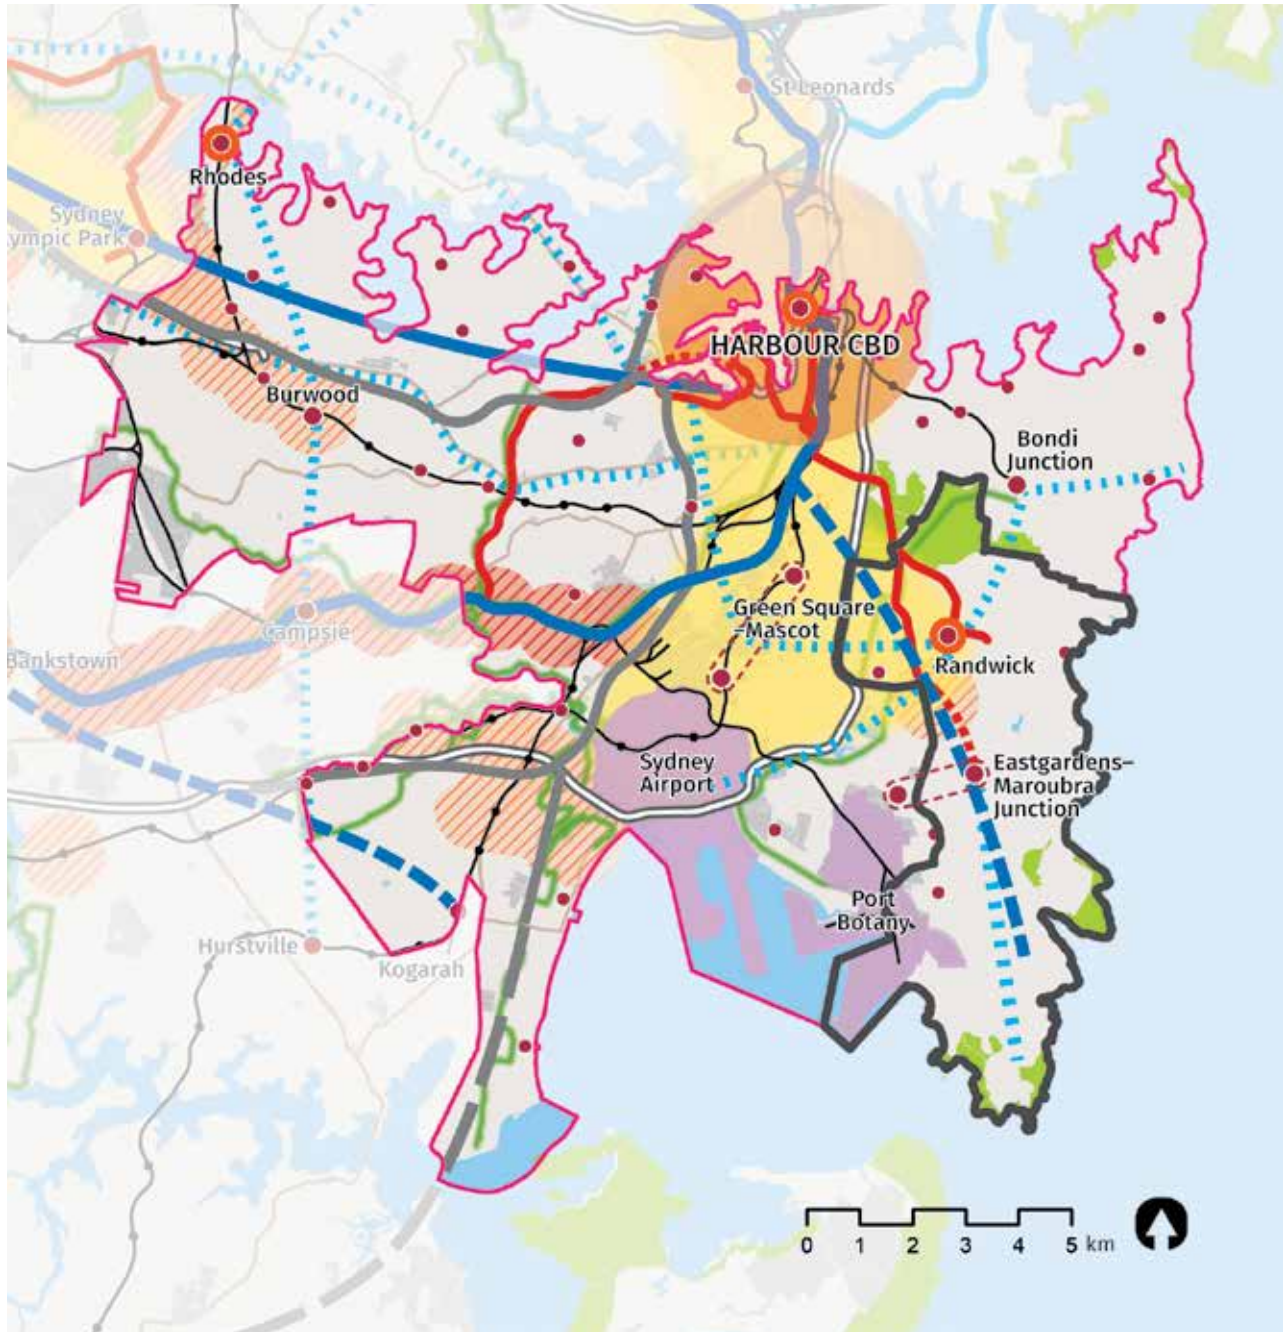 St Leonards
Rhodes
Sydney
ympic Park
HARBOUR CBD
Burwood
Bondi
Junction
Green Square
–Mascot
Campsie
Bankstown
Randwick
Sydney
Airport
Eastgardens–
Maroubra
Junction
Port
Botany
Hurstville
Kogarah
0 1 2 3 4 5 km